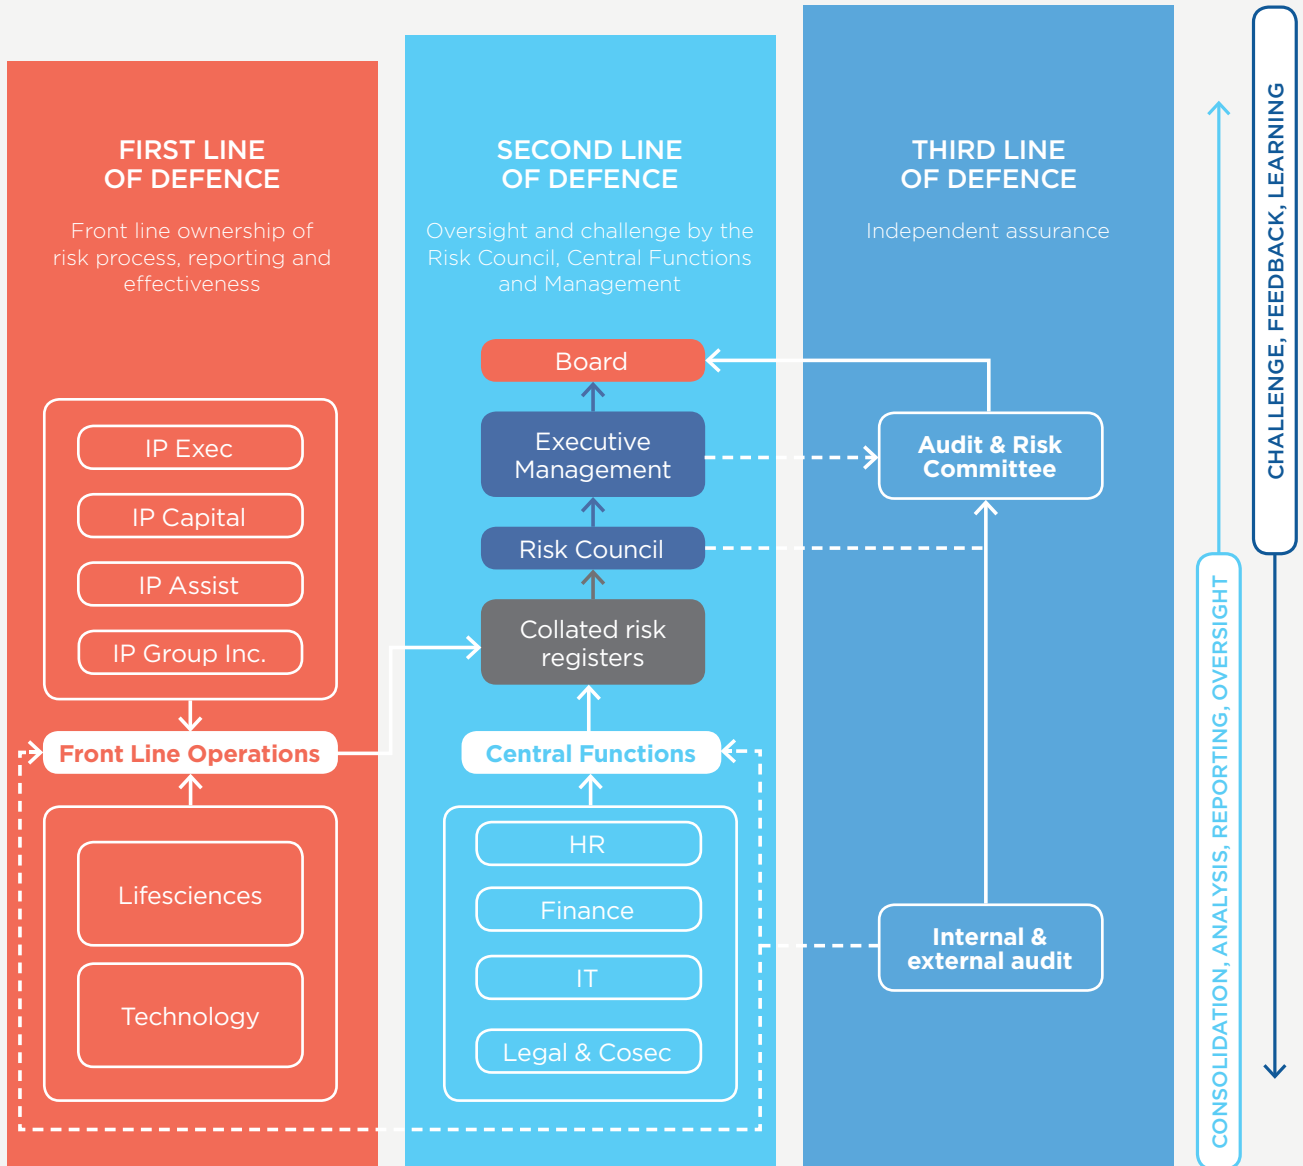 FIRST LINE
OF DEFENCE
Front line ownership of
risk process, reporting and
effectiveness
IP Exec
IP Capital
IP Assist
IP Group Inc.
Front Line Operations
Lifesciences
Technology
SECOND LINE
OF DEFENCE
Oversight and challenge by the
Risk Council, Central Functions
and Management
Board
Executive
Management
Risk Council
Collated risk
registers
Central Functions
HR
Finance
IT
Legal & Cosec
THIRD LINE
OF DEFENCE
Independent assurance
Audit & Risk
Committee
Internal &
external audit
CONSOLIDATION, ANALYSIS, REPORTING, OVERSIGHT
CHALLENGE, FEEDBACK, LEARNING